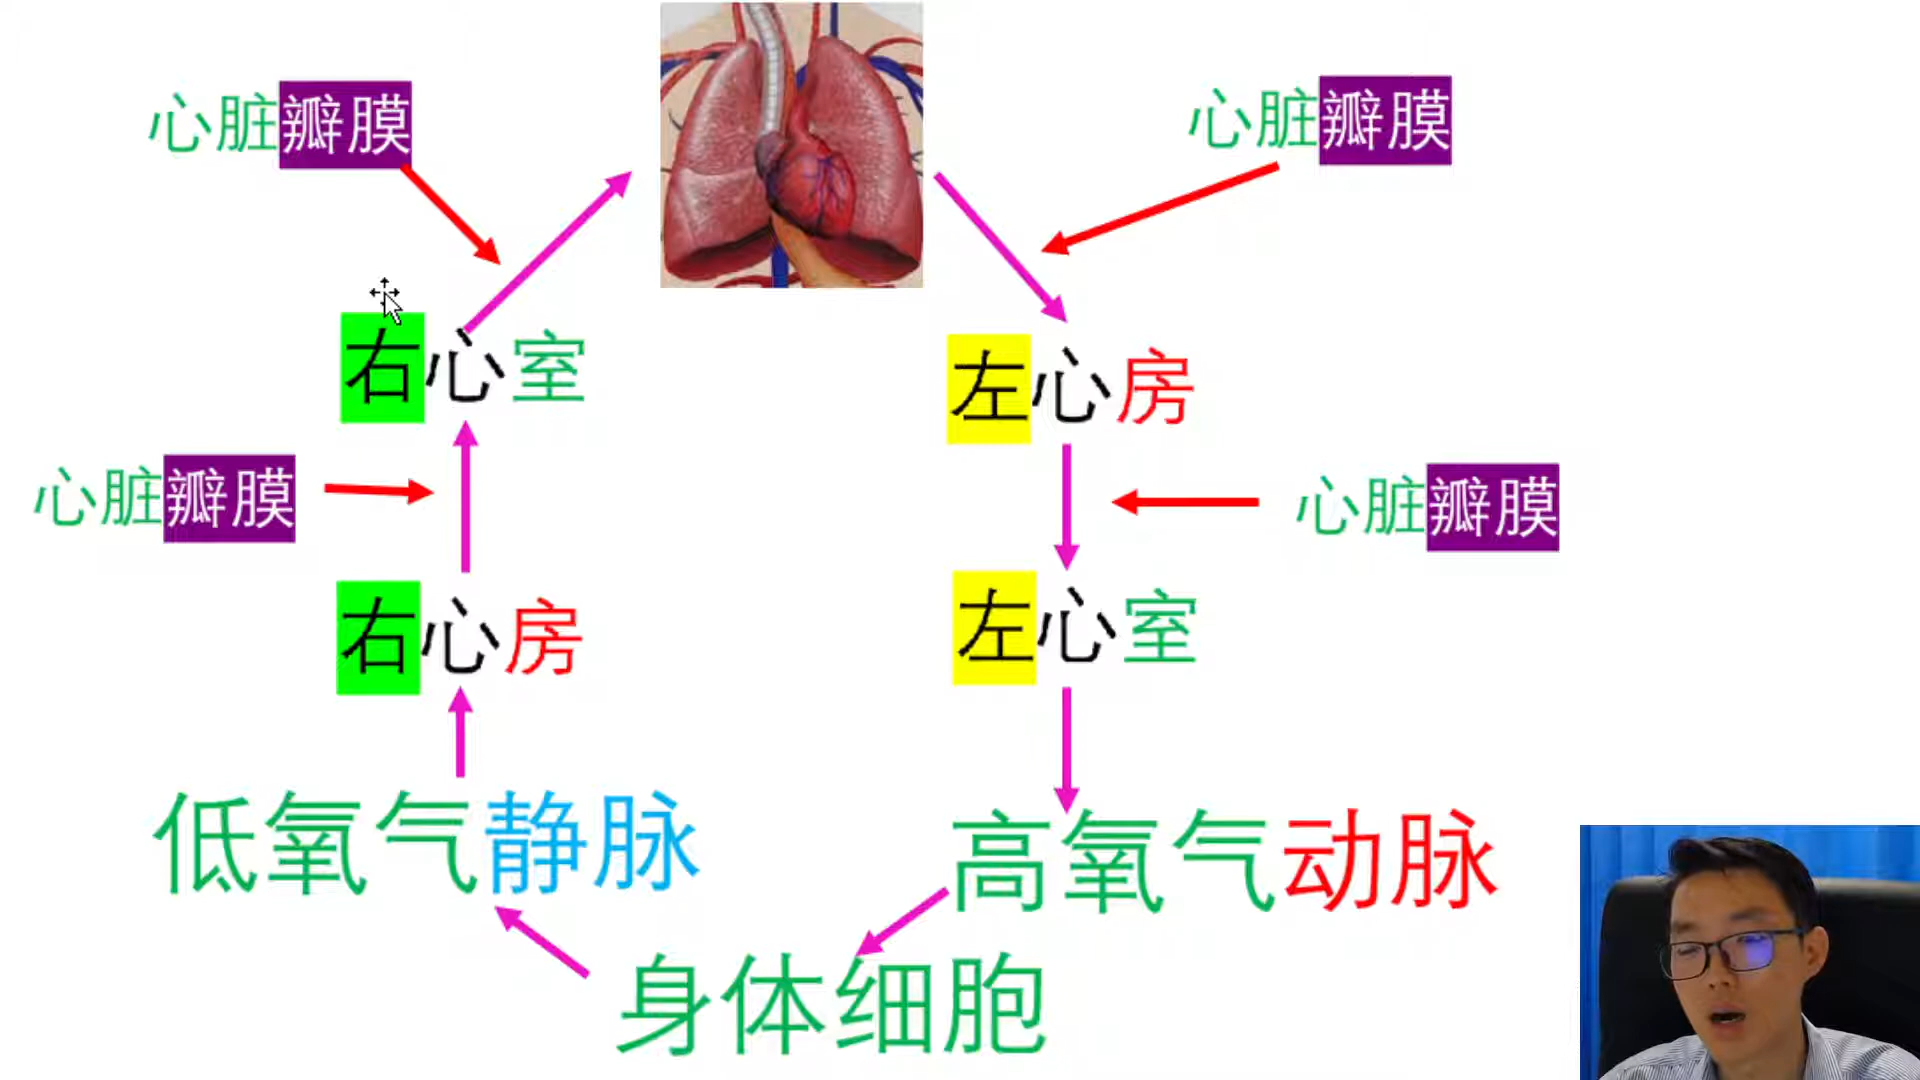 心脏瓣膜
心脏瓣膜
右心室
左心房
心脏瓣膜
心脏瓣膜
右心房
左心室
低氧气静脉
高氧气动脉
身体细胞